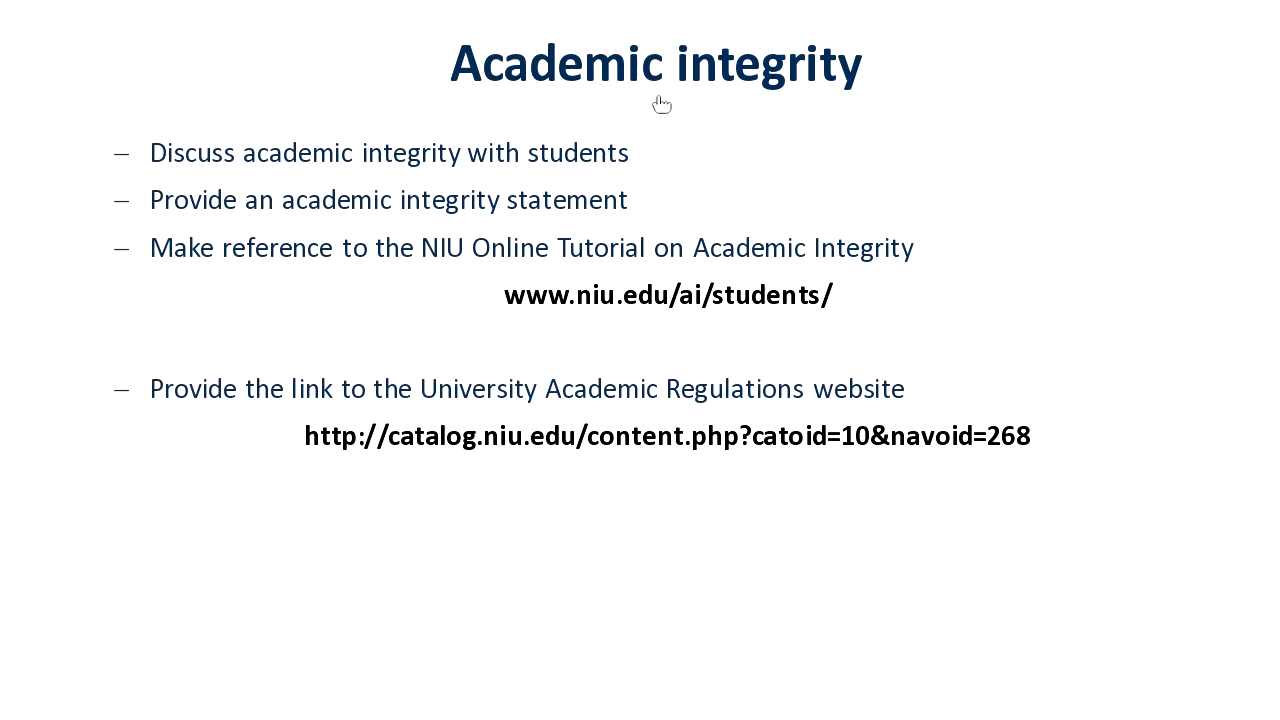 Academic integrity
– Discuss academic integrity with students
– Provide an academic integrity statement
– Make reference to the NIU Online Tutorial on Academic Integrity
www.niu.edu/ai/students/
– Provide the link to the University Academic Regulations website
http://catalog.niu.edu/content.php?catoid=10&navoid=268